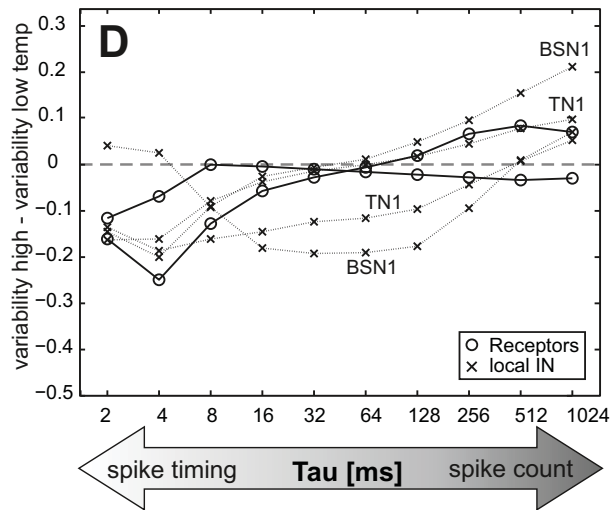 D
variability high - variability low temp
0.3
0.2
0.1
0
−0.1
−0.2
−0.3
−0.4
−0.5
BSN1
TN1
TN1
BSN1
Receptors
local IN
2 4 8 16 32 64 128 256 512 1024
spike timing Tau [ms] spike count